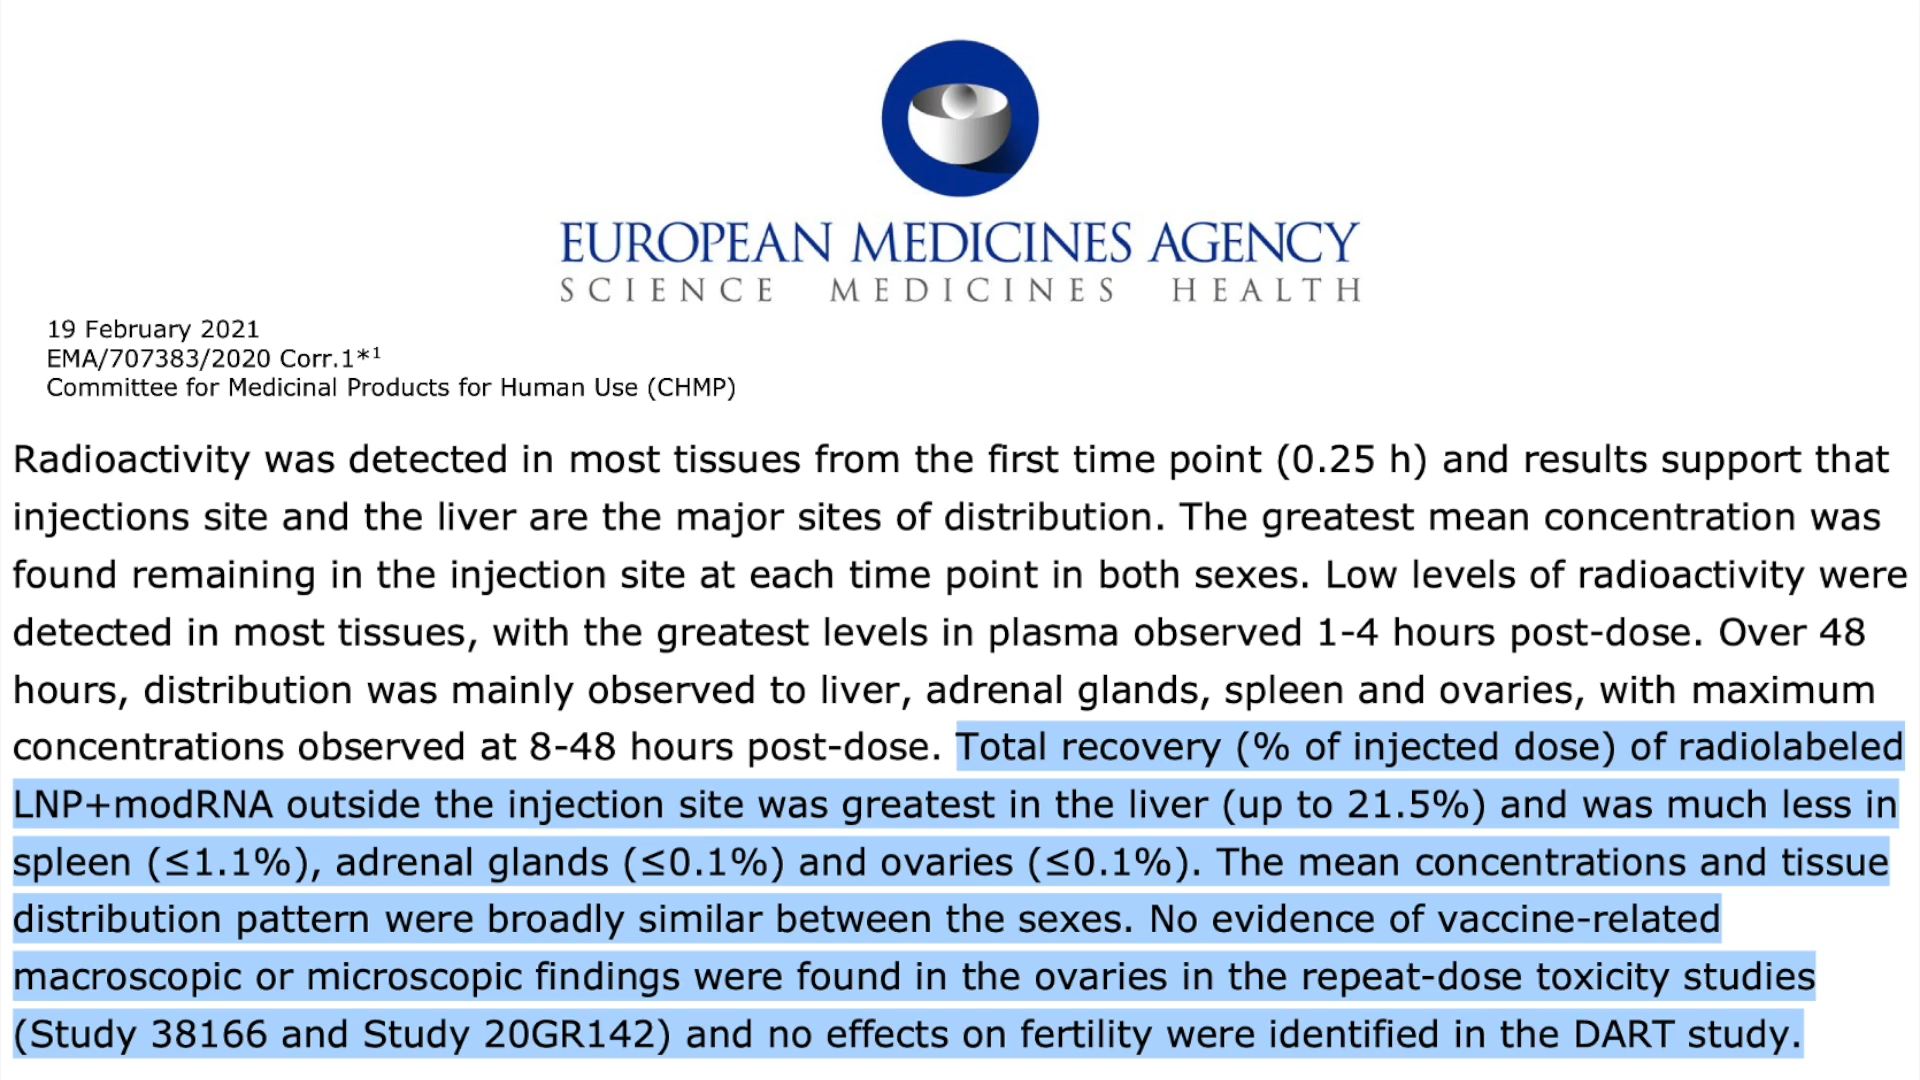 EUROPEAN MEDICINES AGENCY
SCIENCE MEDICINES HEALTH
19 February 2021
EMA/707383/2020 Corr.1*¹
Committee for Medicinal Products for Human Use (CHMP)
Radioactivity was detected in most tissues from the first time point (0.25 h) and results support that
injections site and the liver are the major sites of distribution. The greatest mean concentration was
found remaining in the injection site at each time point in both sexes. Low levels of radioactivity were
detected in most tissues, with the greatest levels in plasma observed 1-4 hours post-dose. Over 48
hours, distribution was mainly observed to liver, adrenal glands, spleen and ovaries, with maximum
concentrations observed at 8-48 hours post-dose. Total recovery (% of injected dose) of radiolabeled
LNP+modRNA outside the injection site was greatest in the liver (up to 21.5%) and was much less in
spleen (≤1.1%), adrenal glands (≤0.1%) and ovaries (≤0.1%). The mean concentrations and tissue
distribution pattern were broadly similar between the sexes. No evidence of vaccine-related
macroscopic or microscopic findings were found in the ovaries in the repeat-dose toxicity studies
(Study 38166 and Study 20GR142) and no effects on fertility were identified in the DART study.